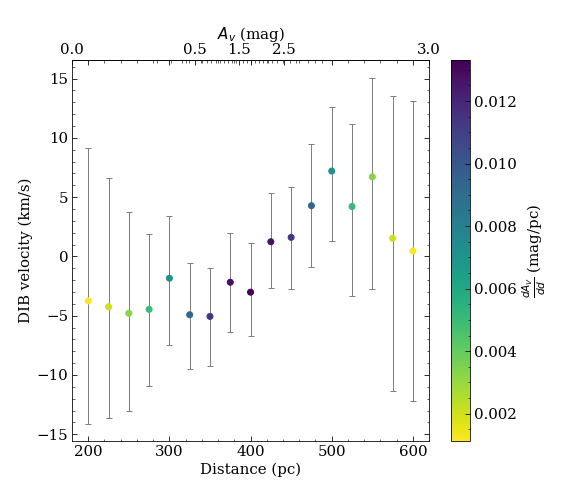 A_v (mag)
0.0 0.5 1.5 2.5 3.0
15
10
5
0
−5
−10
−15
DIB velocity (km/s)
200 300 400 500 600
Distance (pc)
0.012
0.010
0.008
0.006
0.004
0.002
dA_v/dd (mag/pc)